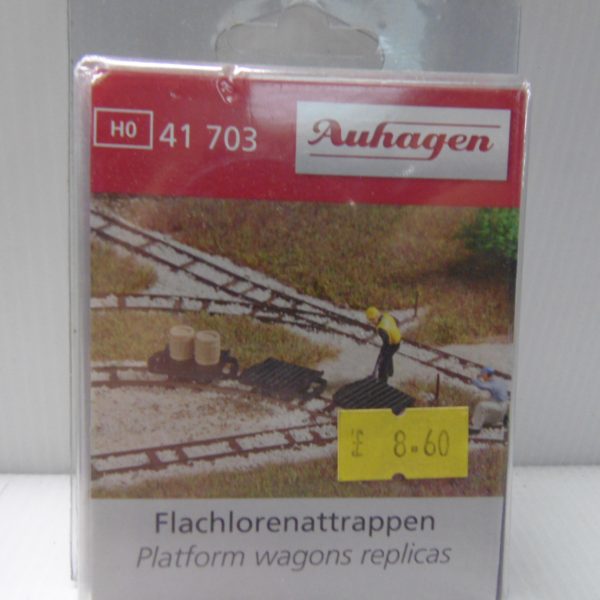 H0 41 703 Auhagen
£ 8.60
Flachlorenattrappen
Platform wagons replicas